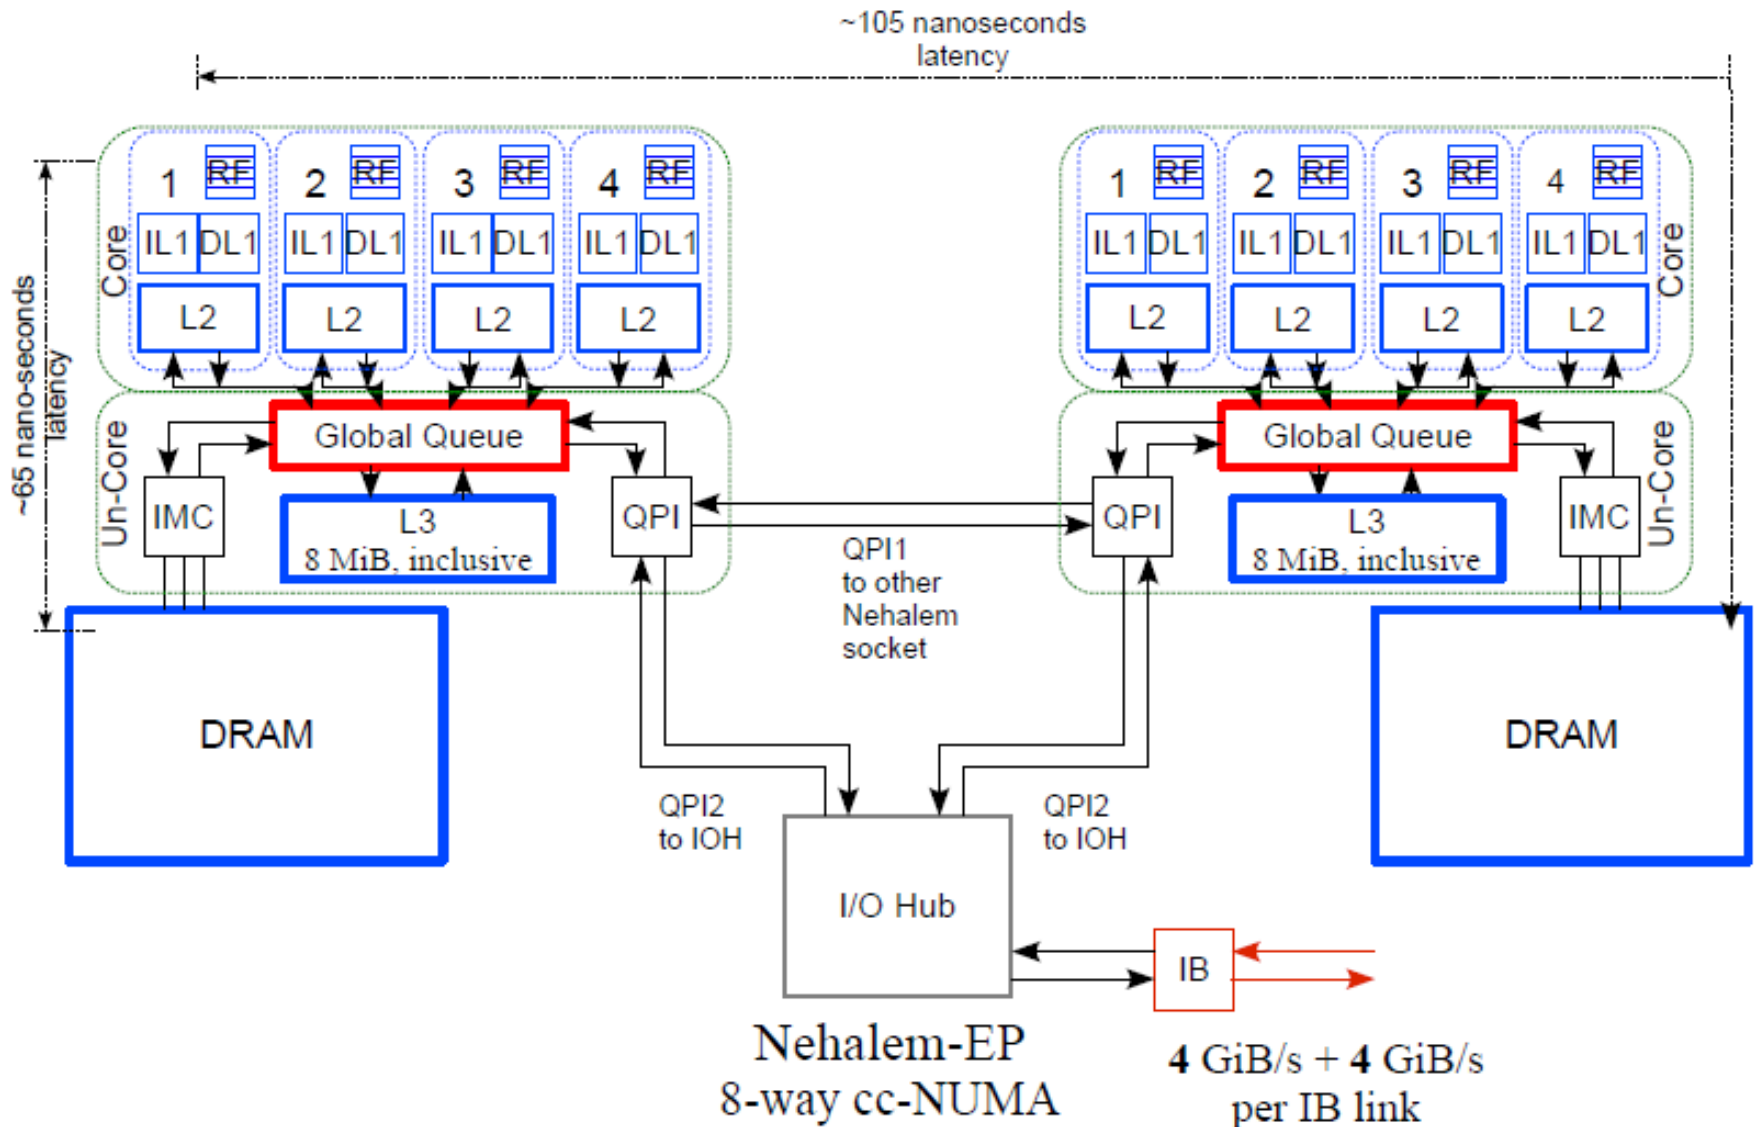 ~105 nanoseconds
latency
~65 nano-seconds
latency
Core
1 RF 2 RF 3 RF 4 RF
IL1 DL1 IL1 DL1 IL1 DL1 IL1 DL1
L2 L2 L2 L2
1 RF 2 RF 3 RF 4 RF
IL1 DL1 IL1 DL1 IL1 DL1 IL1 DL1
L2 L2 L2 L2
Core
Un-Core
Global Queue
IMC
L3
8 MiB, inclusive
QPI
QPI1
to other
Nehalem
socket
Global Queue
QPI
L3
8 MiB, inclusive
IMC
Un-Core
DRAM
DRAM
QPI2
to IOH
QPI2
to IOH
I/O Hub
IB
Nehalem-EP
8-way cc-NUMA
4 GiB/s + 4 GiB/s
per IB link